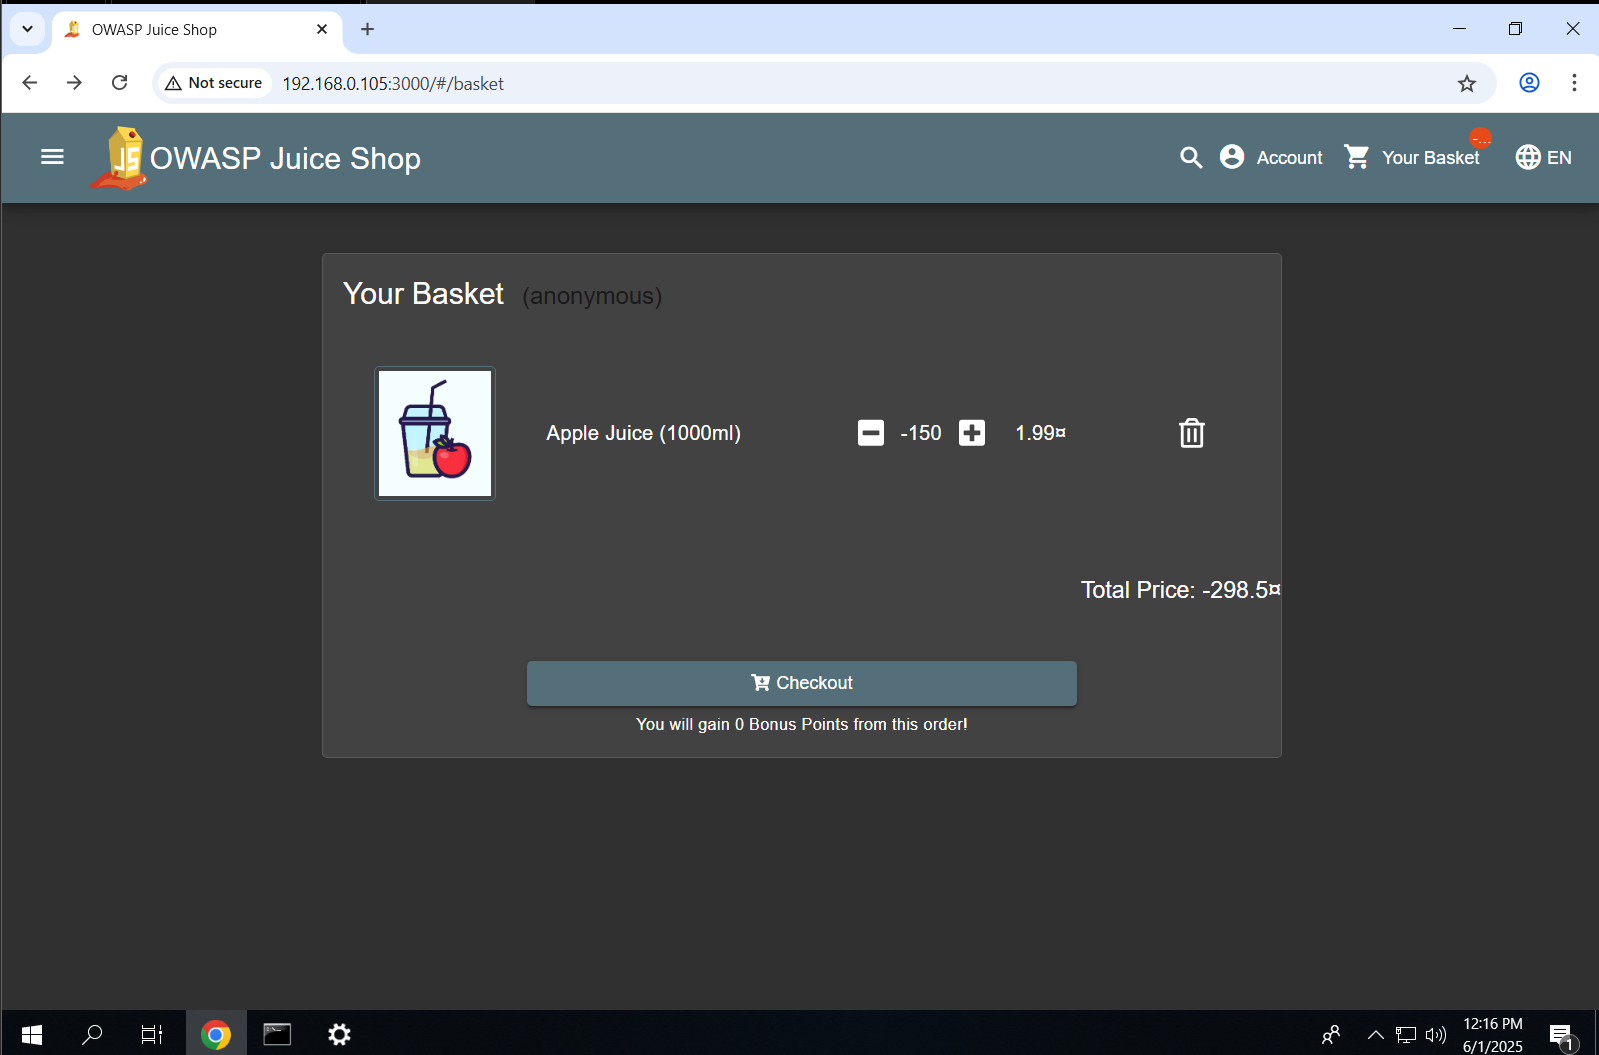 OWASP Juice Shop
Not secure 192.168.0.105:3000/#/basket
JS OWASP Juice Shop Account Your Basket -... EN
Your Basket (anonymous)
Apple Juice (1000ml) -150 1.99¤
Total Price: -298.5¤
Checkout
You will gain 0 Bonus Points from this order!
12:16 PM
6/1/2025
1